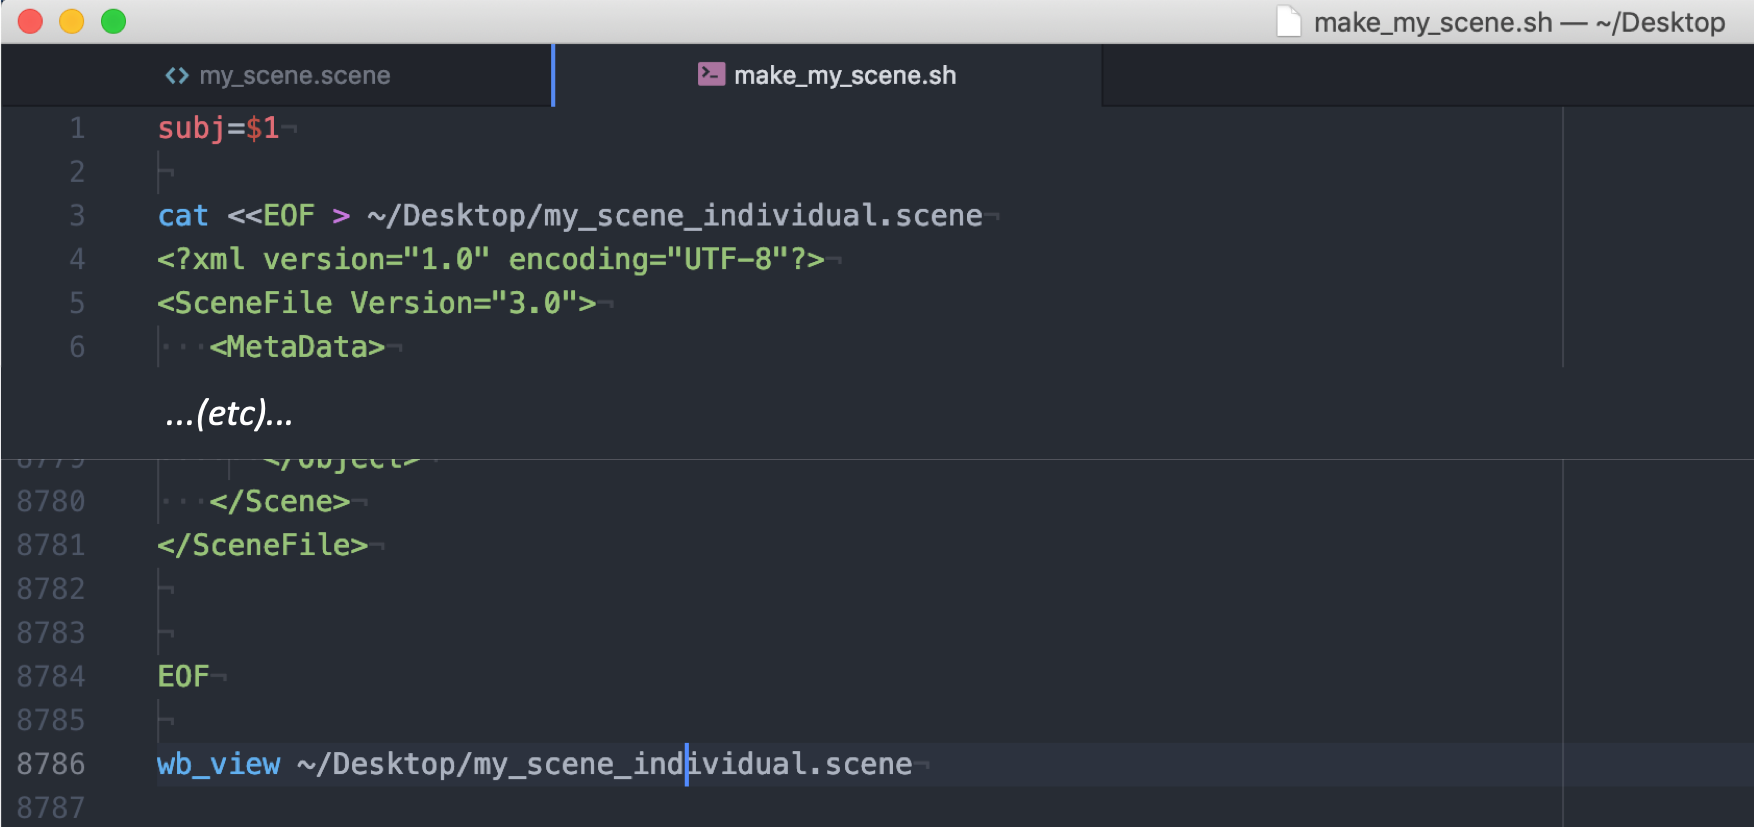 make_my_scene.sh — ~/Desktop
my_scene.scene
make_my_scene.sh
1 subj=$1
2
3 cat <<EOF > ~/Desktop/my_scene_individual.scene
4 <?xml version="1.0" encoding="UTF-8"?>
5 <SceneFile Version="3.0">
6 <MetaData>
...(etc)...
8779 </Object>
8780 </Scene>
8781 </SceneFile>
8782
8783
8784 EOF
8785
8786 wb_view ~/Desktop/my_scene_individual.scene
8787